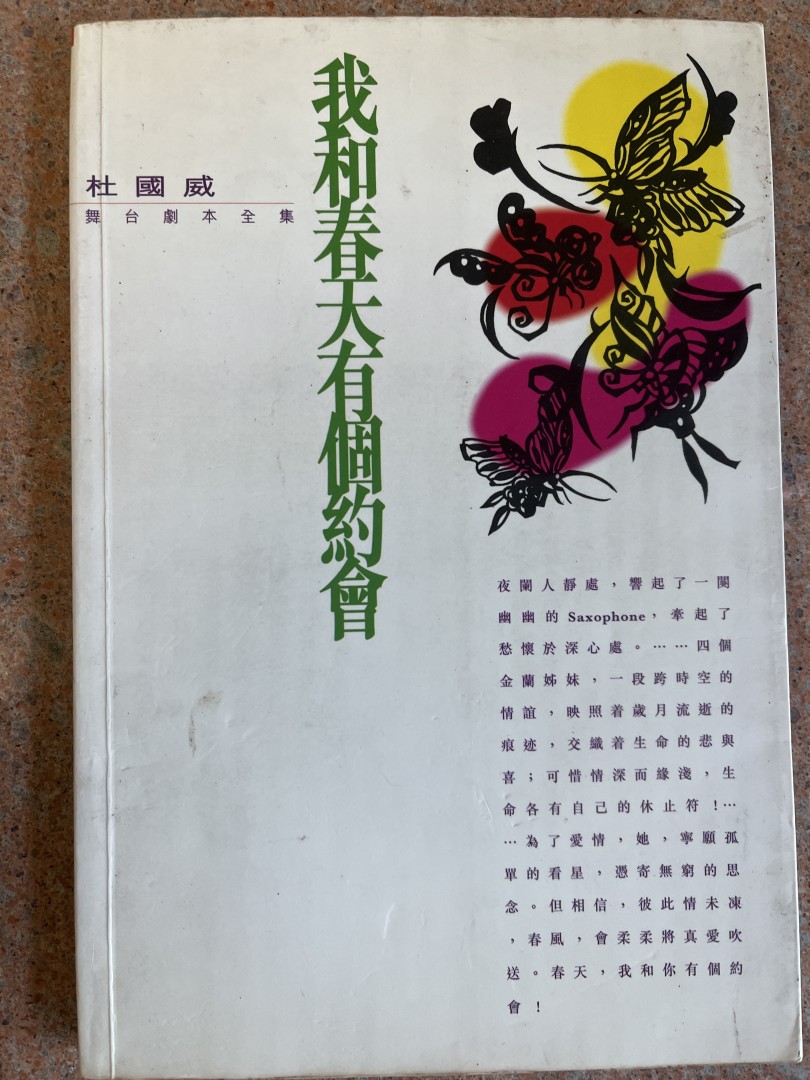 我和春天有個約會
杜國威
舞台劇本全集
夜闌人靜處，響起了一闋
幽幽的Saxophone，牽起了
愁懷於深心處。……四個
金蘭姊妹，一段跨時空的
情誼，映照着歲月流逝的
痕迹，交織着生命的悲與
喜；可惜情深而緣淺，生
命各有自己的休止符！…
…為了愛情，她，寧願孤
單的看星，憑寄無窮的思
念。但相信，彼此情未凍
，春風，會柔柔將真愛吹
送。春天，我和你有個約
會！